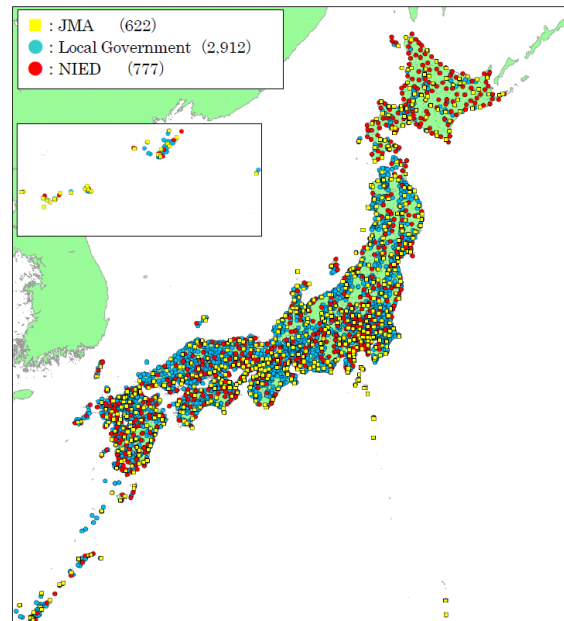 : JMA (622)
: Local Government (2,912)
: NIED (777)